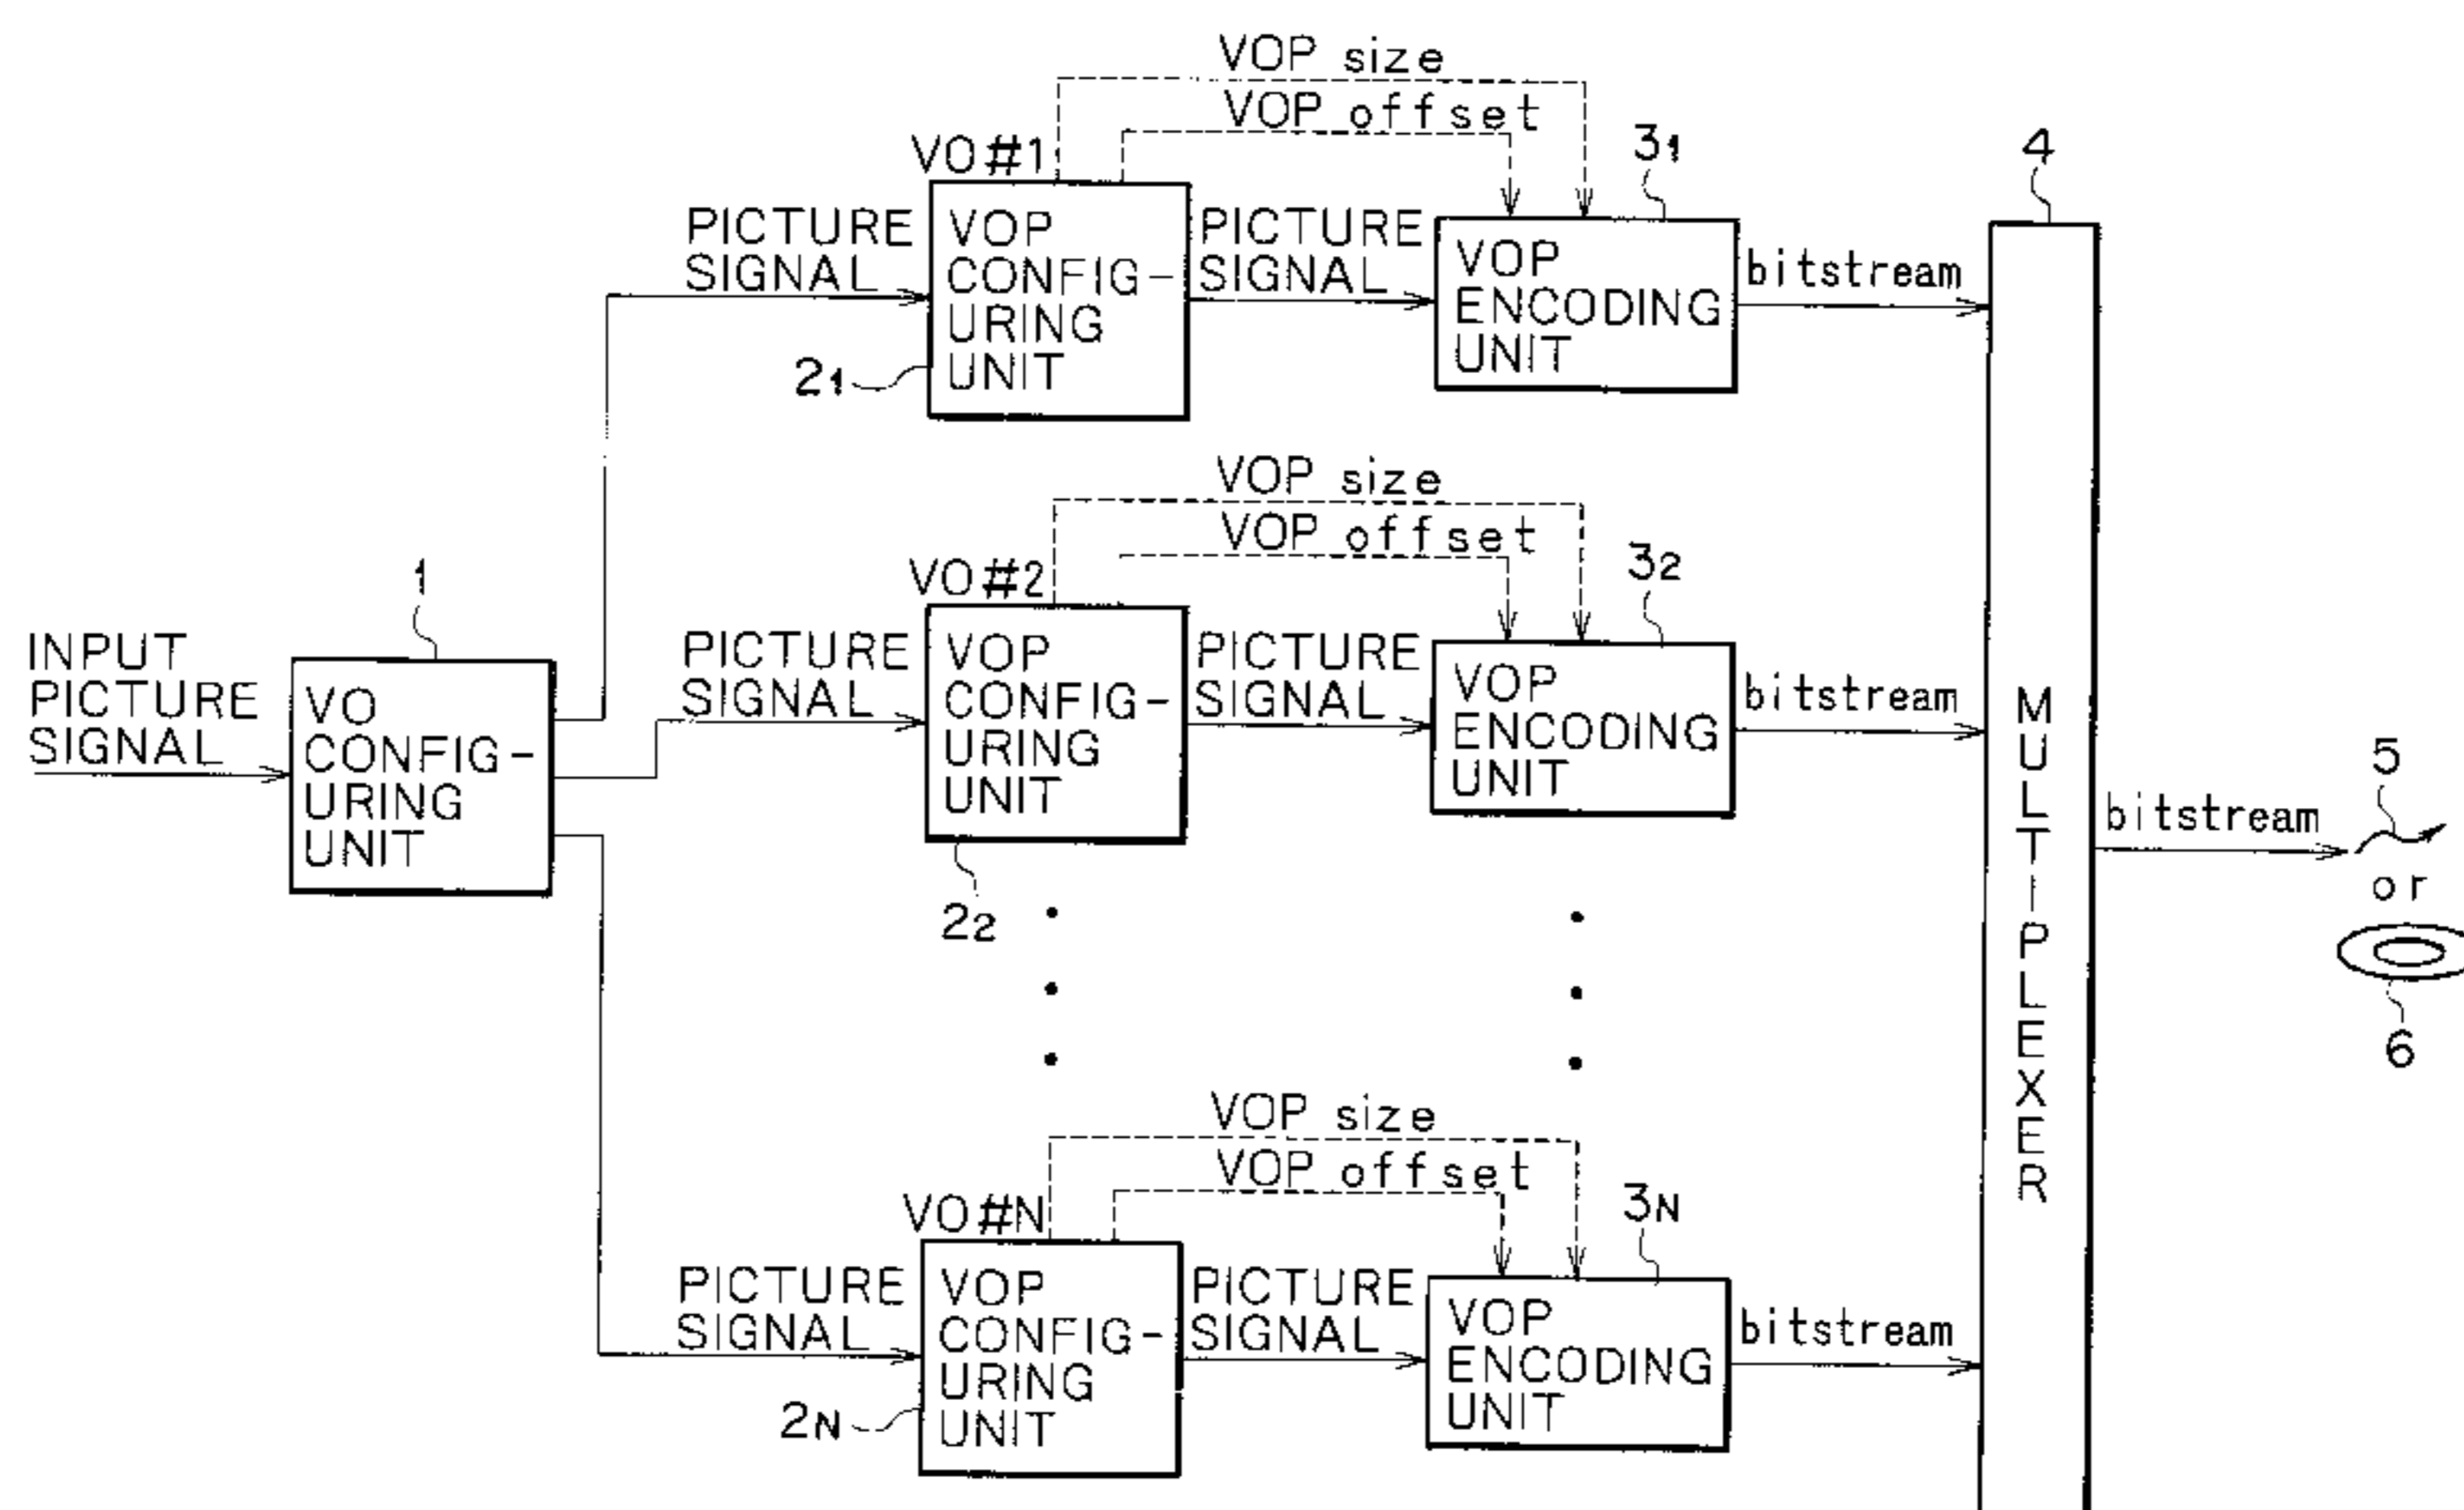 VOP size
VOP offset
VO #1
31
4
PICTURE
SIGNAL
VOP
CONFIG-
URING
UNIT
21
PICTURE
SIGNAL
VOP
ENCODING
UNIT
bitstream
VOP size
VOP offset
VO #2
32
1
INPUT
PICTURE
SIGNAL
VO
CONFIG-
URING
UNIT
PICTURE
SIGNAL
VOP
CONFIG-
URING
UNIT
22
PICTURE
SIGNAL
VOP
ENCODING
UNIT
bitstream
MULTIPLEXER
bitstream
5
or
6
VOP size
VOP offset
VO #N
3N
PICTURE
SIGNAL
VOP
CONFIG-
URING
UNIT
2N
PICTURE
SIGNAL
VOP
ENCODING
UNIT
bitstream